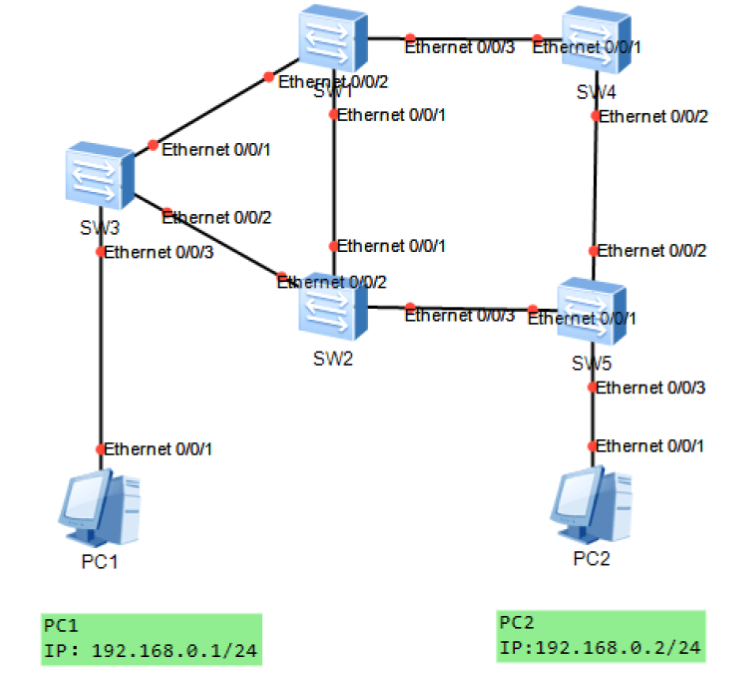 Ethernet 0/0/3
Ethernet 0/0/1
Ethernet 0/0/2
SW1
SW4
Ethernet 0/0/1
Ethernet 0/0/2
Ethernet 0/0/1
SW3
Ethernet 0/0/2
Ethernet 0/0/3
Ethernet 0/0/1
Ethernet 0/0/2
Ethernet 0/0/2
Ethernet 0/0/3
Ethernet 0/0/1
SW2
SW5
Ethernet 0/0/3
Ethernet 0/0/1
Ethernet 0/0/1
PC1
PC2
PC1
IP: 192.168.0.1/24
PC2
IP:192.168.0.2/24